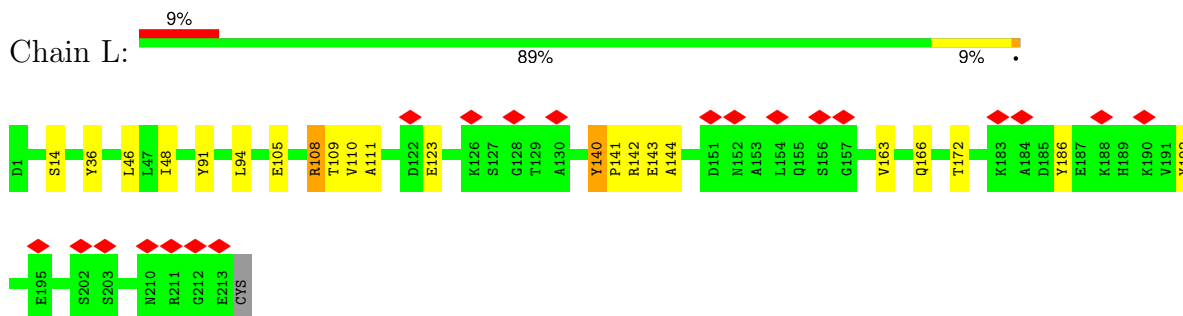 9%
Chain L:
89% 9% •
D1 S14 Y36 L46 L47 I48 Y91 L94 E105 R108 T109 V110 A111 D122 E123 K126 S127 G128 T129 A130 Y140 P141 R142 E143 A144 D151 N152 A153 L154 Q155 S156 G157 V163 Q166 T172 K183 A184 D185 Y186 E187 K188 H189 K190 V191
E195 S202 S203 N210 R211 G212 E213 CYS